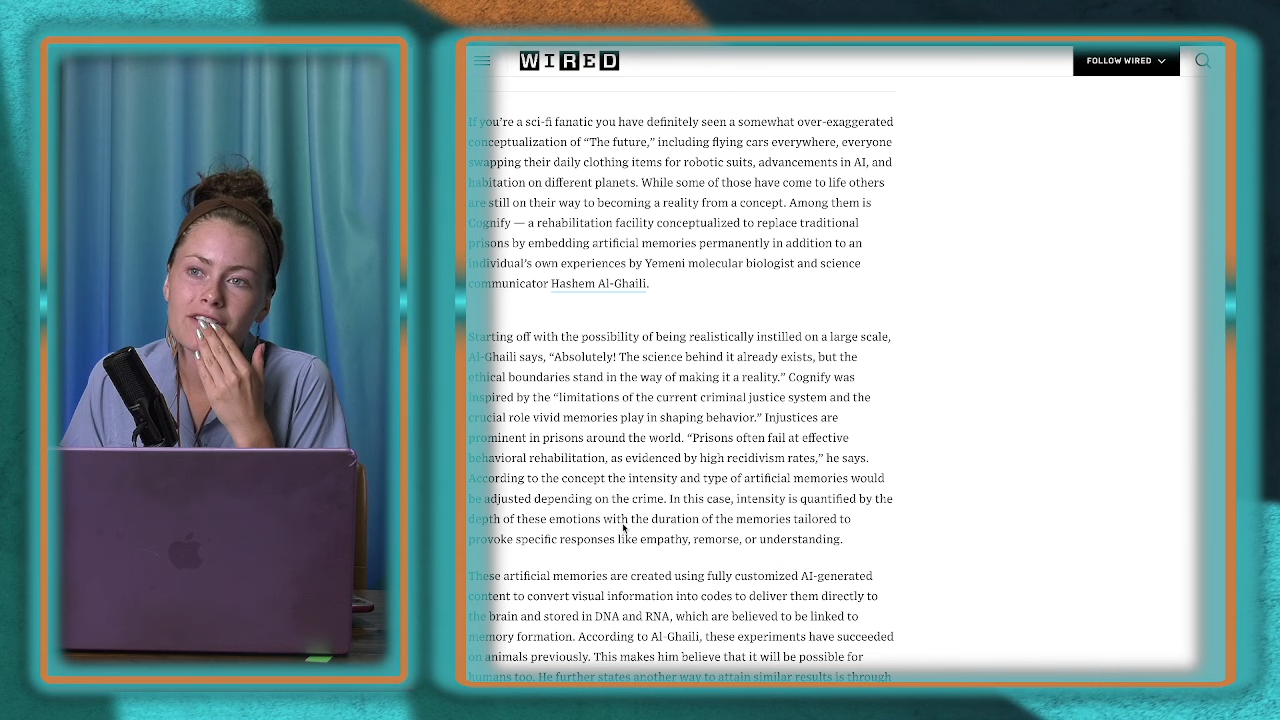 WIRED
FOLLOW WIRED
If you’re a sci-fi fanatic you have definitely seen a somewhat over-exaggerated
conceptualization of “The future,” including flying cars everywhere, everyone
swapping their daily clothing items for robotic suits, advancements in AI, and
habitation on different planets. While some of those have come to life others
are still on their way to becoming a reality from a concept. Among them is
Cognify — a rehabilitation facility conceptualized to replace traditional
prisons by embedding artificial memories permanently in addition to an
individual’s own experiences by Yemeni molecular biologist and science
communicator Hashem Al-Ghaili.
Starting off with the possibility of being realistically instilled on a large scale,
Al-Ghaili says, “Absolutely! The science behind it already exists, but the
ethical boundaries stand in the way of making it a reality.” Cognify was
inspired by the “limitations of the current criminal justice system and the
crucial role vivid memories play in shaping behavior.” Injustices are
prominent in prisons around the world. “Prisons often fail at effective
behavioral rehabilitation, as evidenced by high recidivism rates,” he says.
According to the concept the intensity and type of artificial memories would
be adjusted depending on the crime. In this case, intensity is quantified by the
depth of these emotions with the duration of the memories tailored to
provoke specific responses like empathy, remorse, or understanding.
These artificial memories are created using fully customized AI-generated
content to convert visual information into codes to deliver them directly to
the brain and stored in DNA and RNA, which are believed to be linked to
memory formation. According to Al-Ghaili, these experiments have succeeded
on animals previously. This makes him believe that it will be possible for
humans too. He further states another way to attain similar results is through